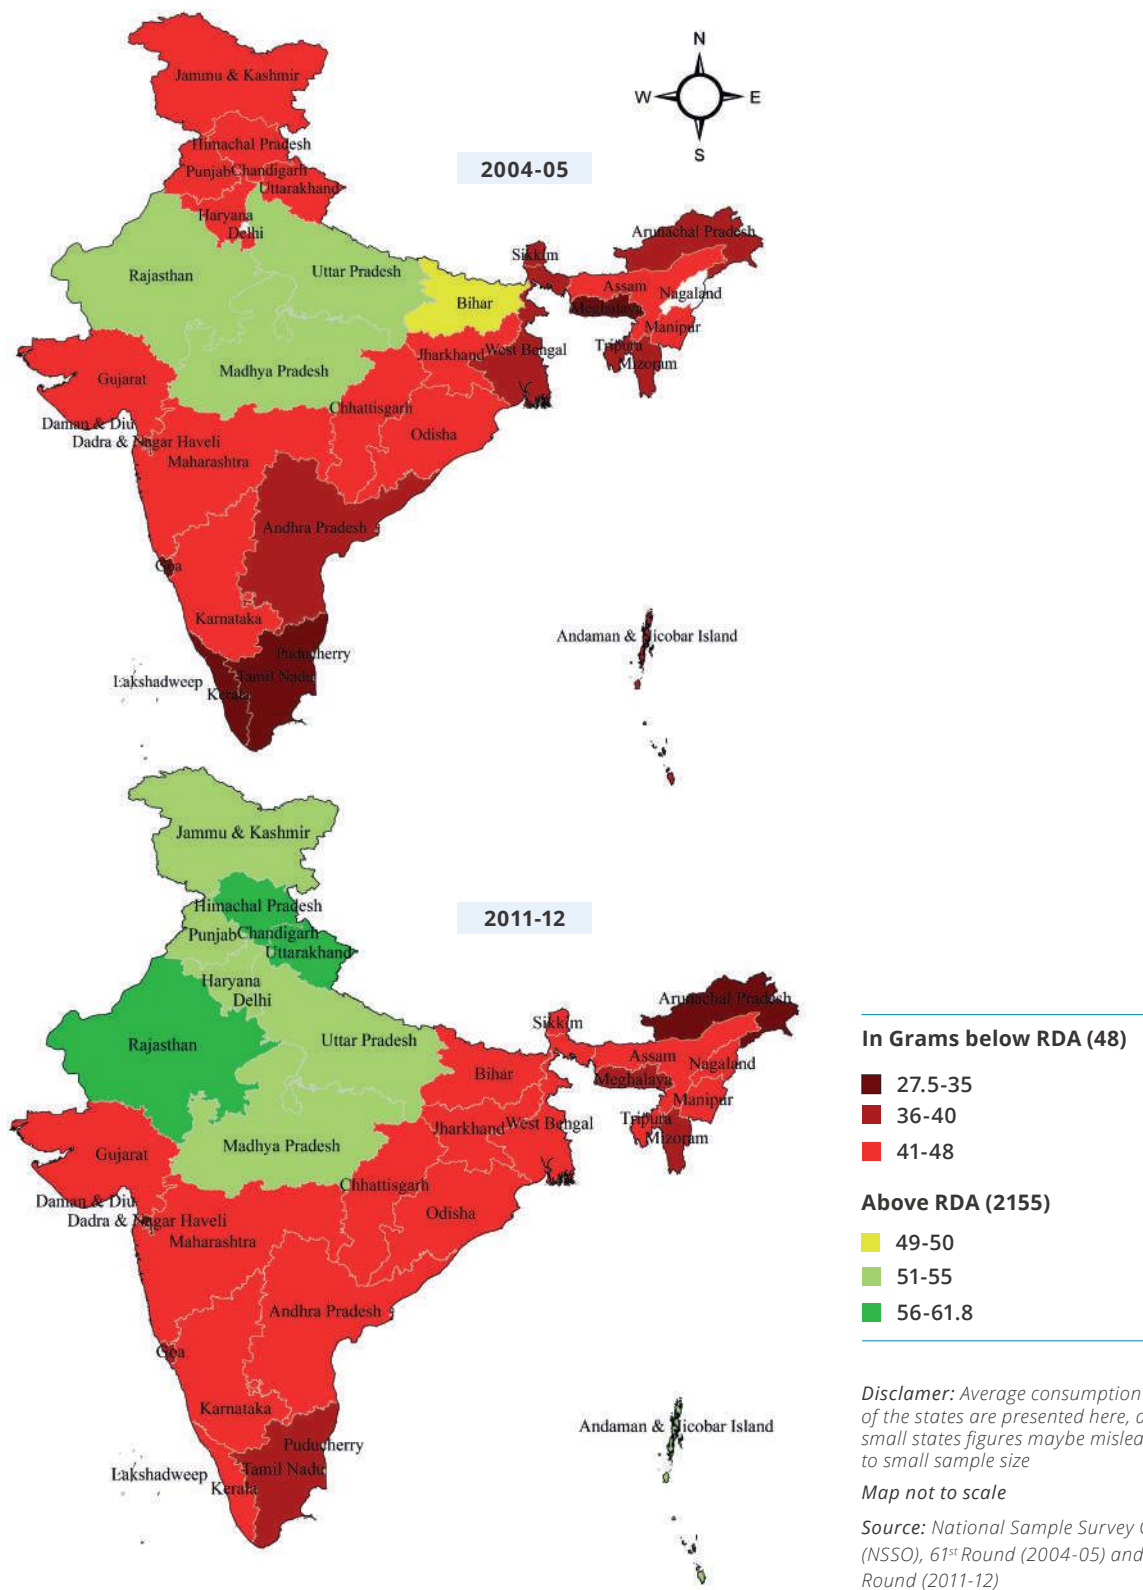 Jammu & Kashmir
N
W E
S
Himachal Pradesh
Punjab Chandigarh
Uttarakhand
2004-05
Haryana
Delhi
Arunachal Pradesh
Sikkim
Rajasthan
Uttar Pradesh
Assam
Nagaland
Bihar
Meghalaya
Manipur
Tripura
Jharkhand West Bengal
Mizoram
Gujarat
Madhya Pradesh
Chhattisgarh
Daman & Diu
Odisha
Dadra & Nagar Haveli
Maharashtra
Andhra Pradesh
Goa
Karnataka
Andaman & Nicobar Island
Puducherry
Tamil Nadu
Lakshadweep
Kerala
Jammu & Kashmir
Himachal Pradesh
2011-12
Punjab Chandigarh
Uttarakhand
Haryana
Delhi
Arunachal Pradesh
Sikkim
Rajasthan
Uttar Pradesh
Assam
Nagaland
Bihar
Meghalaya
Manipur
Tripura
Jharkhand West Bengal
Mizoram
Gujarat
Madhya Pradesh
Chhattisgarh
Daman & Diu
Odisha
Dadra & Nagar Haveli
Maharashtra
Andhra Pradesh
Goa
Karnataka
Andaman & Nicobar Island
Puducherry
Lakshadweep
Tamil Nadu
Kerala
In Grams below RDA (48)
27.5-35
36-40
41-48
Above RDA (2155)
49-50
51-55
56-61.8
Disclamer: Average consumption
of the states are presented here,
small states figures maybe
to small sample size
Map not to scale
Source: National Sample Survey
(NSSO), 61st Round (2004-05) and
Round (2011-12)